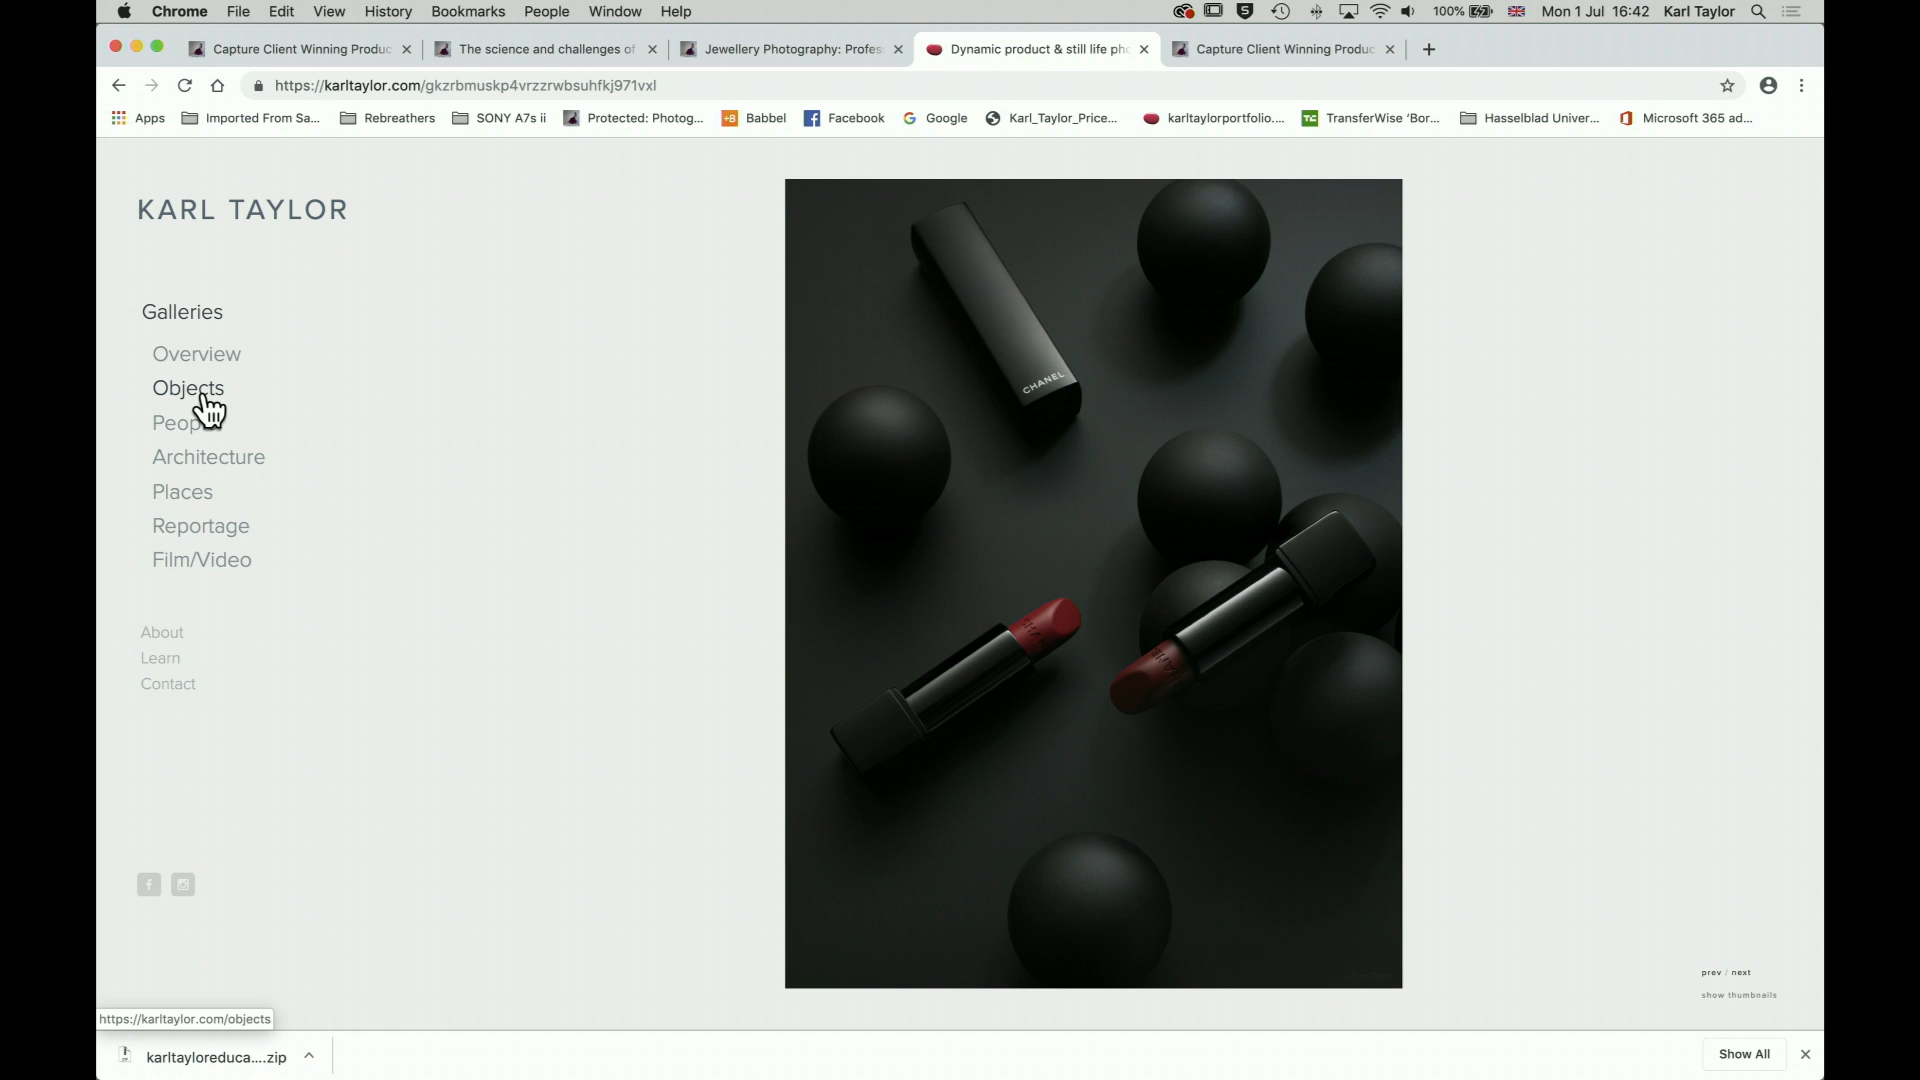 Chrome File Edit View History Bookmarks People Window Help 100% Mon 1 Jul 16:42 Karl Taylor
Capture Client Winning Produc The science and challenges of Jewellery Photography: Profes Dynamic product & still life pho Capture Client Winning Produc
https://karltaylor.com/gkzrbmuskp4vrzzrwbsuhfkj971vxl
Apps Imported From Sa... Rebreathers SONY A7s ii Protected: Photog... +B Babbel Facebook Google Karl_Taylor_Price... karltaylorportfolio.... TransferWise ‘Bor... Hasselblad Univer... Microsoft 365 ad...
KARL TAYLOR
Galleries
Overview
Objects
Peop
Architecture
Places
Reportage
Film/Video
About
Learn
Contact
CHANEL
prev / next
show thumbnails
https://karltaylor.com/objects
karltayloreduca....zip
Show All